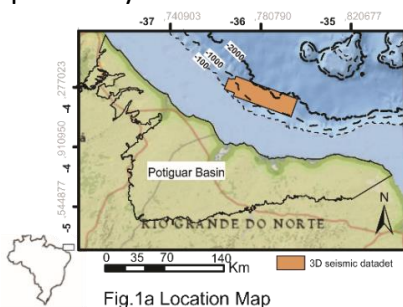 -37 ,740903 -36 ,780790 -35 ,820677
-2000
-1000
-100
,277023
-4
,910950
-4
,544877
-5
Potiguar Basin
RIO GRANDE DO NORTE
N
0 35 70 140
Km
3D seismic datadet
Fig.1a Location Map